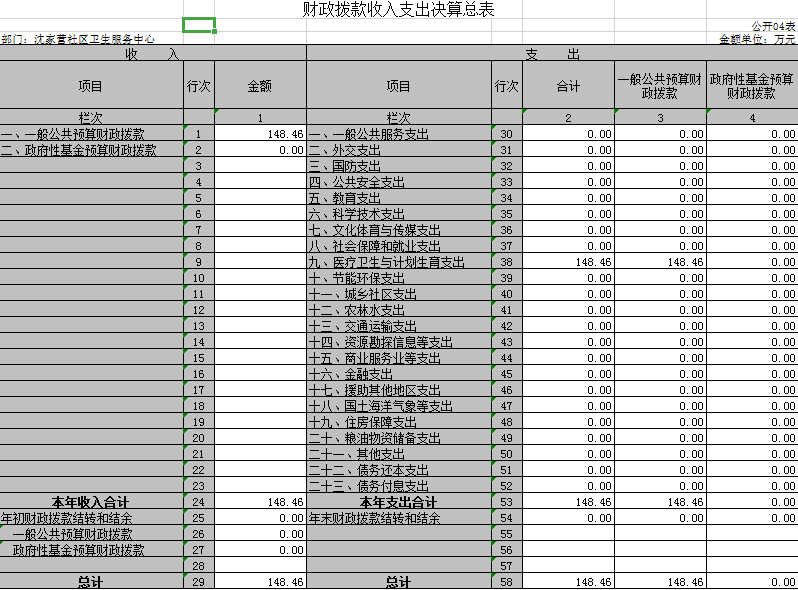 财政拨款收入支出决算总表
公开04表
部门：沈家营社区卫生服务中心 金额单位：万元
收 入 支 出
项目 行次 金额 项目 行次 合计 一般公共预算财政拨款 政府性基金预算财政拨款
栏次 1 栏次 2 3 4
一、一般公共预算财政拨款 1 148.46 一、一般公共服务支出 30 0.00 0.00 0.00
二、政府性基金预算财政拨款 2 0.00 二、外交支出 31 0.00 0.00 0.00
3 三、国防支出 32 0.00 0.00 0.00
4 四、公共安全支出 33 0.00 0.00 0.00
5 五、教育支出 34 0.00 0.00 0.00
6 六、科学技术支出 35 0.00 0.00 0.00
7 七、文化体育与传媒支出 36 0.00 0.00 0.00
8 八、社会保障和就业支出 37 0.00 0.00 0.00
9 九、医疗卫生与计划生育支出 38 148.46 148.46 0.00
10 十、节能环保支出 39 0.00 0.00 0.00
11 十一、城乡社区支出 40 0.00 0.00 0.00
12 十二、农林水支出 41 0.00 0.00 0.00
13 十三、交通运输支出 42 0.00 0.00 0.00
14 十四、资源勘探信息等支出 43 0.00 0.00 0.00
15 十五、商业服务业等支出 44 0.00 0.00 0.00
16 十六、金融支出 45 0.00 0.00 0.00
17 十七、援助其他地区支出 46 0.00 0.00 0.00
18 十八、国土海洋气象等支出 47 0.00 0.00 0.00
19 十九、住房保障支出 48 0.00 0.00 0.00
20 二十、粮油物资储备支出 49 0.00 0.00 0.00
21 二十一、其他支出 50 0.00 0.00 0.00
22 二十二、债务还本支出 51 0.00 0.00 0.00
23 二十三、债务付息支出 52 0.00 0.00 0.00
本年收入合计 24 148.46 本年支出合计 53 148.46 148.46 0.00
年初财政拨款结转和结余 25 0.00 年末财政拨款结转和结余 54 0.00 0.00 0.00
一般公共预算财政拨款 26 0.00 55
政府性基金预算财政拨款 27 0.00 56
28 57
总计 29 148.46 总计 58 148.46 148.46 0.00